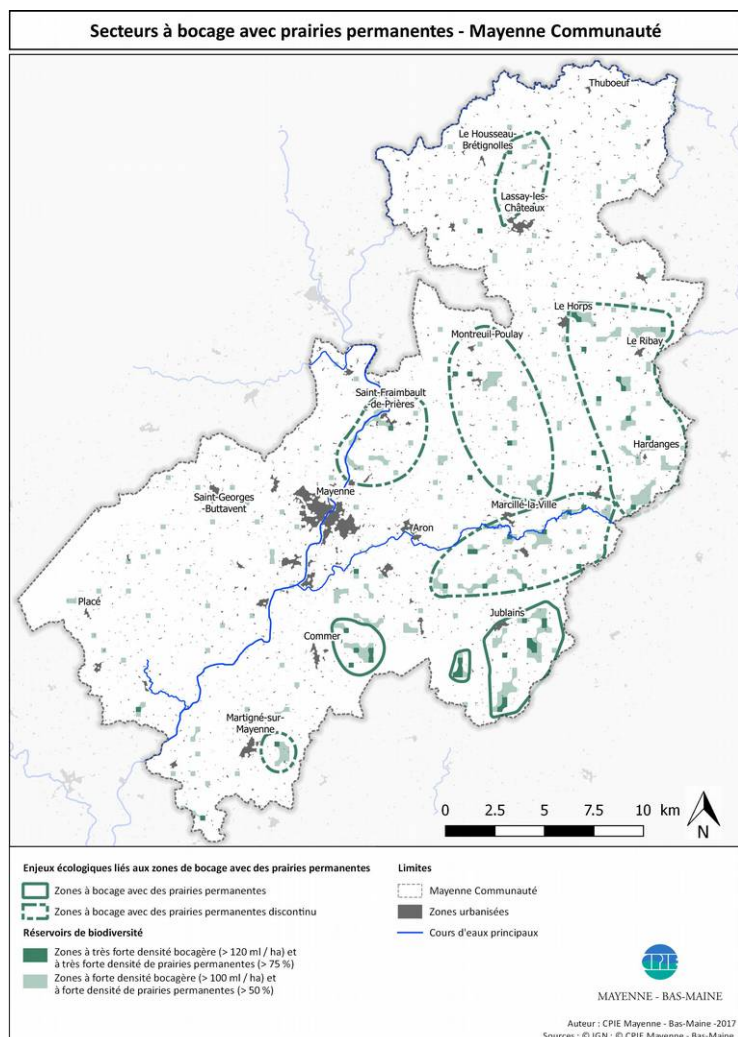 Secteurs à bocage avec prairies permanentes - Mayenne Communauté
Thuboeuf
Le Housseau-
Brétignolles
Lassay-les-
Châteaux
Le Horps
Montreuil-Poulay
Le Ribay
Saint-Fraimbault
-de-Prières
Hardanges
Saint-Georges
-Buttavent
Mayenne
Marcillé-la-Ville
Aron
Placé
Jublains
Commer
Martigné-sur-
Mayenne
0 2.5 5 7.5 10 km
N
Enjeux écologiques liés aux zones de bocage avec des prairies permanentes
Zones à bocage avec des prairies permanentes
Zones à bocage avec des prairies permanentes discontinu
Réservoirs de biodiversité
Zones à très forte densité bocagère (> 120 ml / ha) et
à très forte densité de prairies permanentes (> 75 %)
Zones à forte densité bocagère (> 100 ml / ha) et
à forte densité de prairies permanentes (> 50 %)
Limites
Mayenne Communauté
Zones urbanisées
Cours d'eaux principaux
CPIE
MAYENNE - BAS-MAINE
Auteur : CPIE Mayenne - Bas-Maine -2017
Sources : © IGN ; © CPIE Mayenne - Bas-Maine